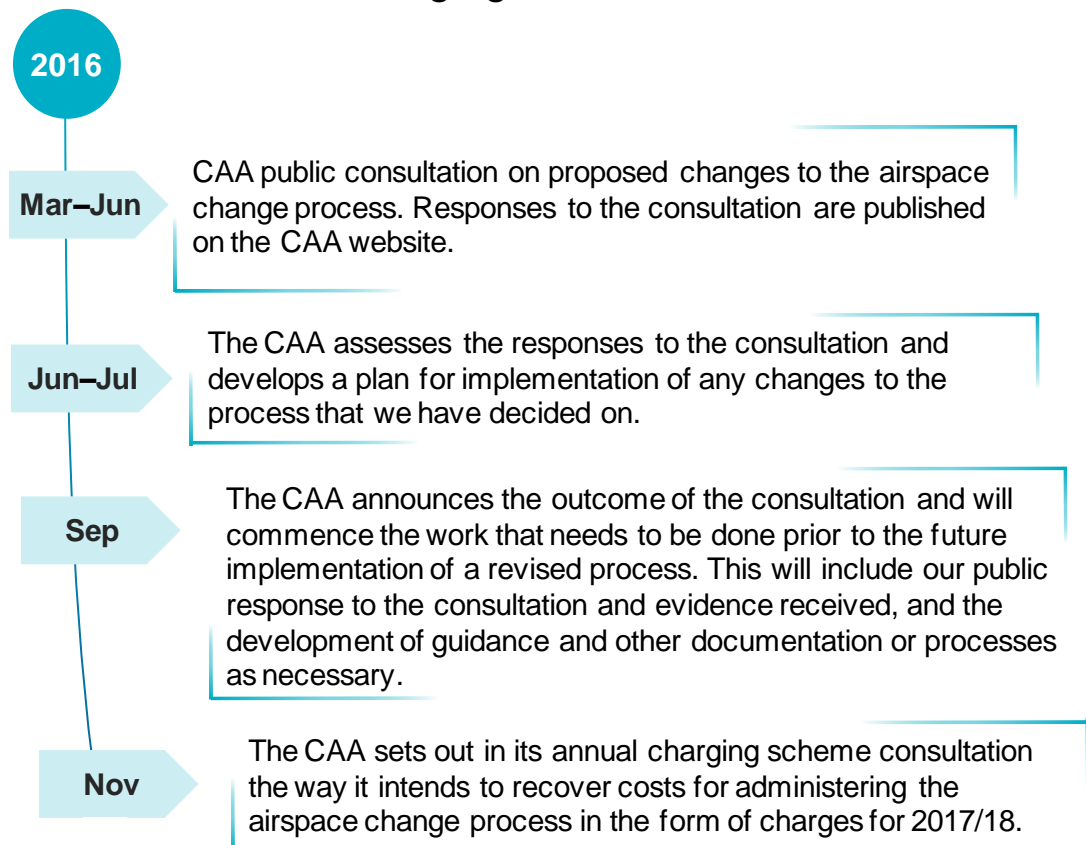 2016
Mar–Jun
CAA public consultation on proposed changes to the airspace
change process. Responses to the consultation are published
on the CAA website.
Jun–Jul
The CAA assesses the responses to the consultation and
develops a plan for implementation of any changes to the
process that we have decided on.
Sep
The CAA announces the outcome of the consultation and will
commence the work that needs to be done prior to the future
implementation of a revised process. This will include our public
response to the consultation and evidence received, and the
development of guidance and other documentation or processes
as necessary.
Nov
The CAA sets out in its annual charging scheme consultation
the way it intends to recover costs for administering the
airspace change process in the form of charges for 2017/18.